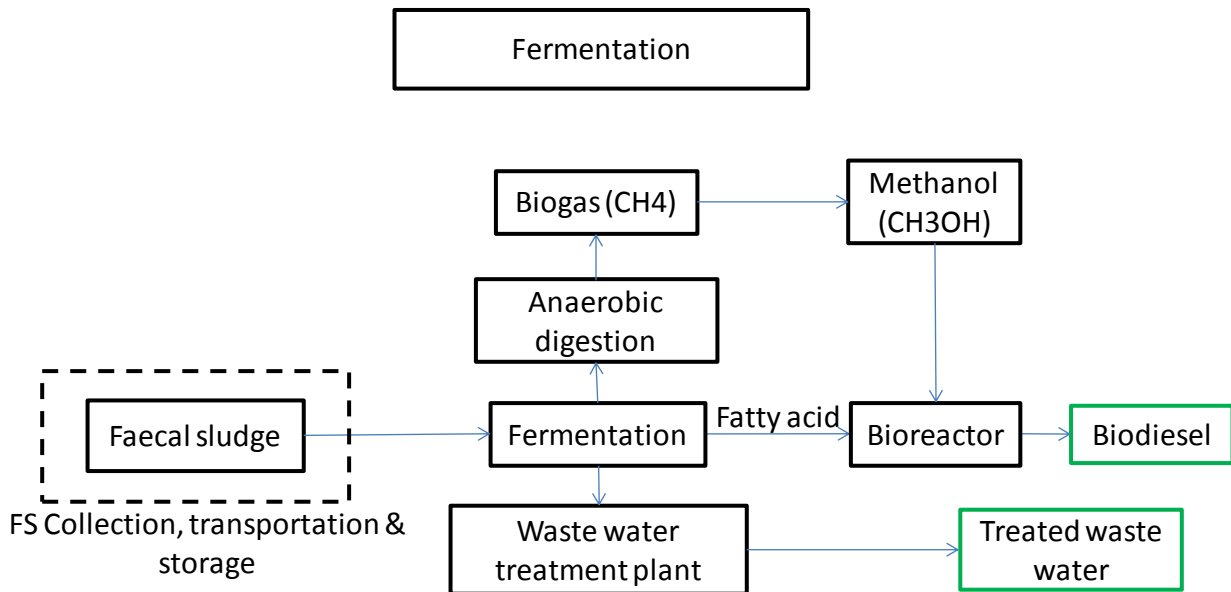 Fermentation
Biogas (CH4)
Methanol
(CH3OH)
Anaerobic
digestion
Faecal sludge
Fermentation
Fatty acid
Bioreactor
Biodiesel
FS Collection, transportation &
storage
Waste water
treatment plant
Treated waste
water